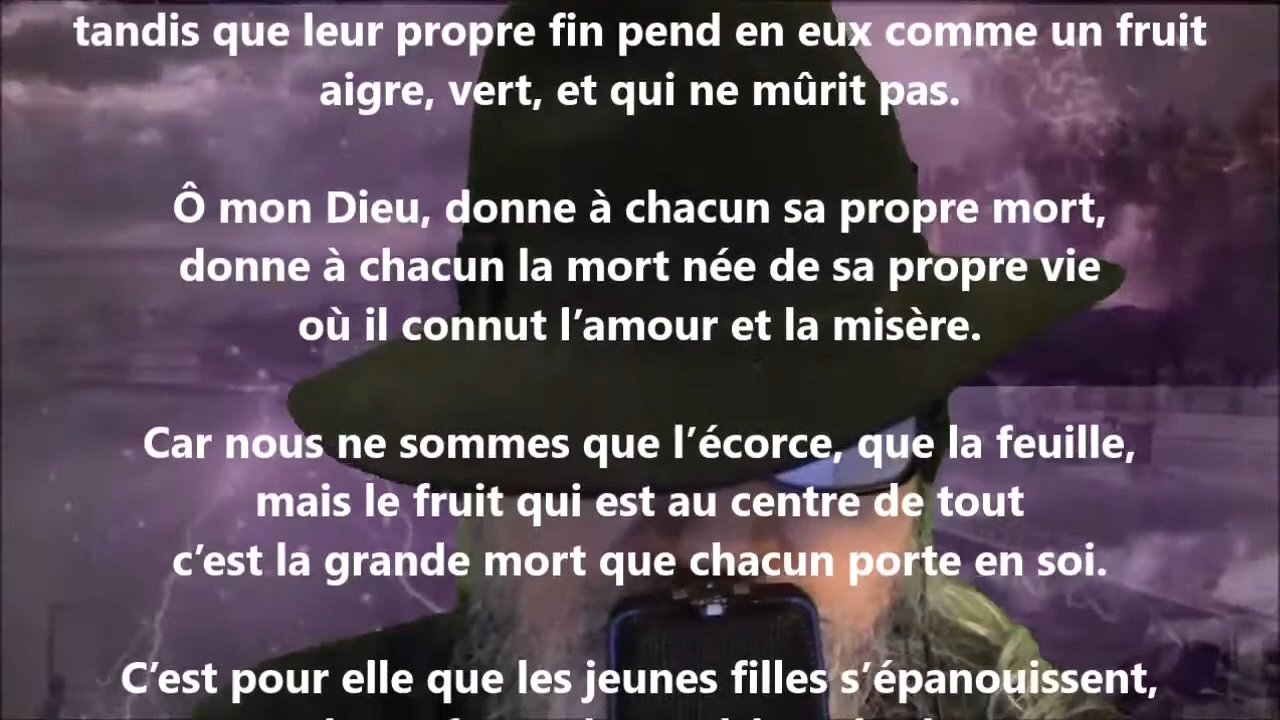 tandis que leur propre fin pend en eux comme un fruit
aigre, vert, et qui ne mûrit pas.
Ô mon Dieu, donne à chacun sa propre mort,
donne à chacun la mort née de sa propre vie
où il connut l’amour et la misère.
Car nous ne sommes que l’écorce, que la feuille,
mais le fruit qui est au centre de tout
c’est la grande mort que chacun porte en soi.
C’est pour elle que les jeunes filles s’épanouissent,